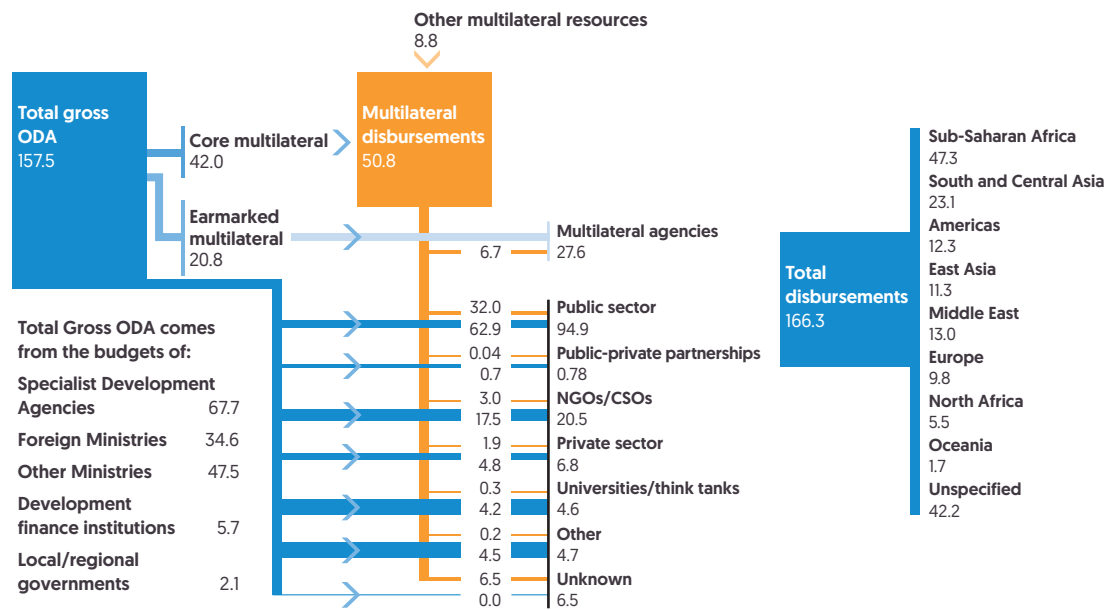 Other multilateral resources
8.8
Total gross
ODA
157.5
Core multilateral
42.0
Earmarked
multilateral
20.8
Multilateral
disbursements
50.8
6.7
Multilateral agencies
27.6
32.0
62.9
Public sector
94.9
0.04
0.7
Public-private partnerships
0.78
3.0
17.5
NGOs/CSOs
20.5
1.9
4.8
Private sector
6.8
0.3
4.2
Universities/think tanks
4.6
0.2
4.5
Other
4.7
6.5
0.0
Unknown
6.5
Total Gross ODA comes
from the budgets of:
Specialist Development
Agencies 67.7
Foreign Ministries 34.6
Other Ministries 47.5
Development
finance institutions 5.7
Local/regional
governments 2.1
Total
disbursements
166.3
Sub-Saharan Africa
47.3
South and Central Asia
23.1
Americas
12.3
East Asia
11.3
Middle East
13.0
Europe
9.8
North Africa
5.5
Oceania
1.7
Unspecified
42.2